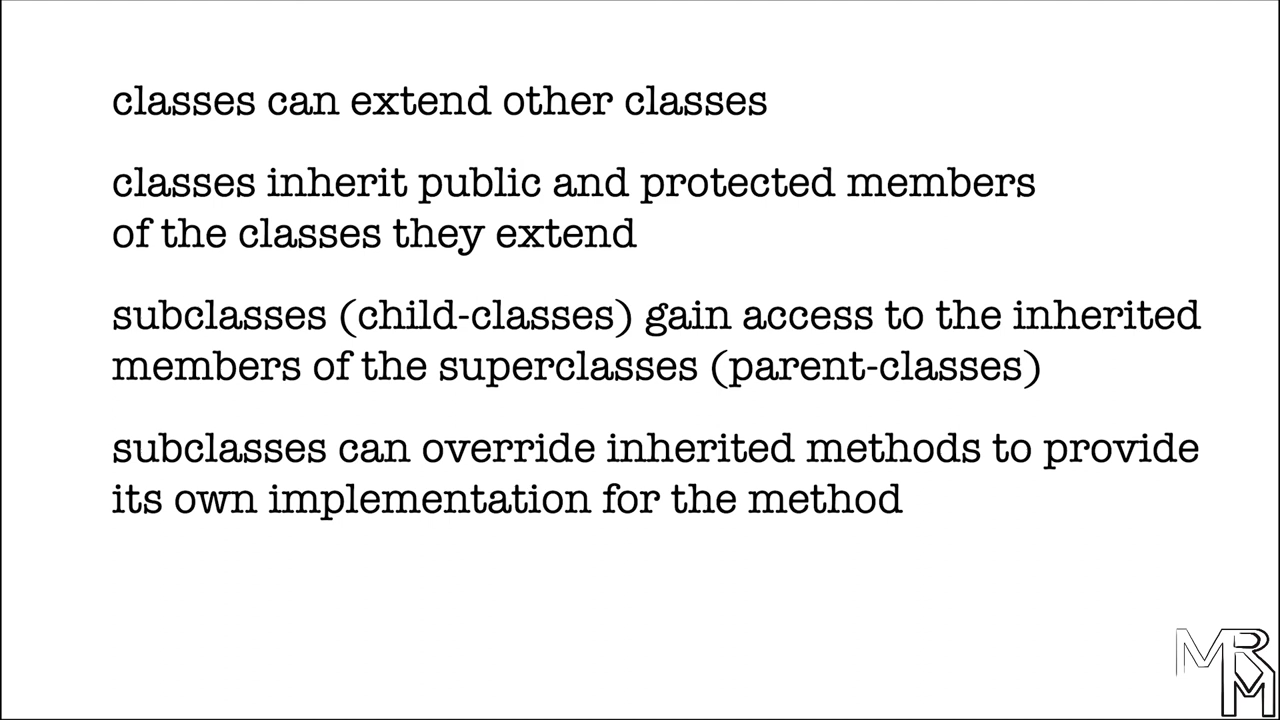 classes can extend other classes
classes inherit public and protected members
of the classes they extend
subclasses (child-classes) gain access to the inherited
members of the superclasses (parent-classes)
subclasses can override inherited methods to provide
its own implementation for the method
MRM